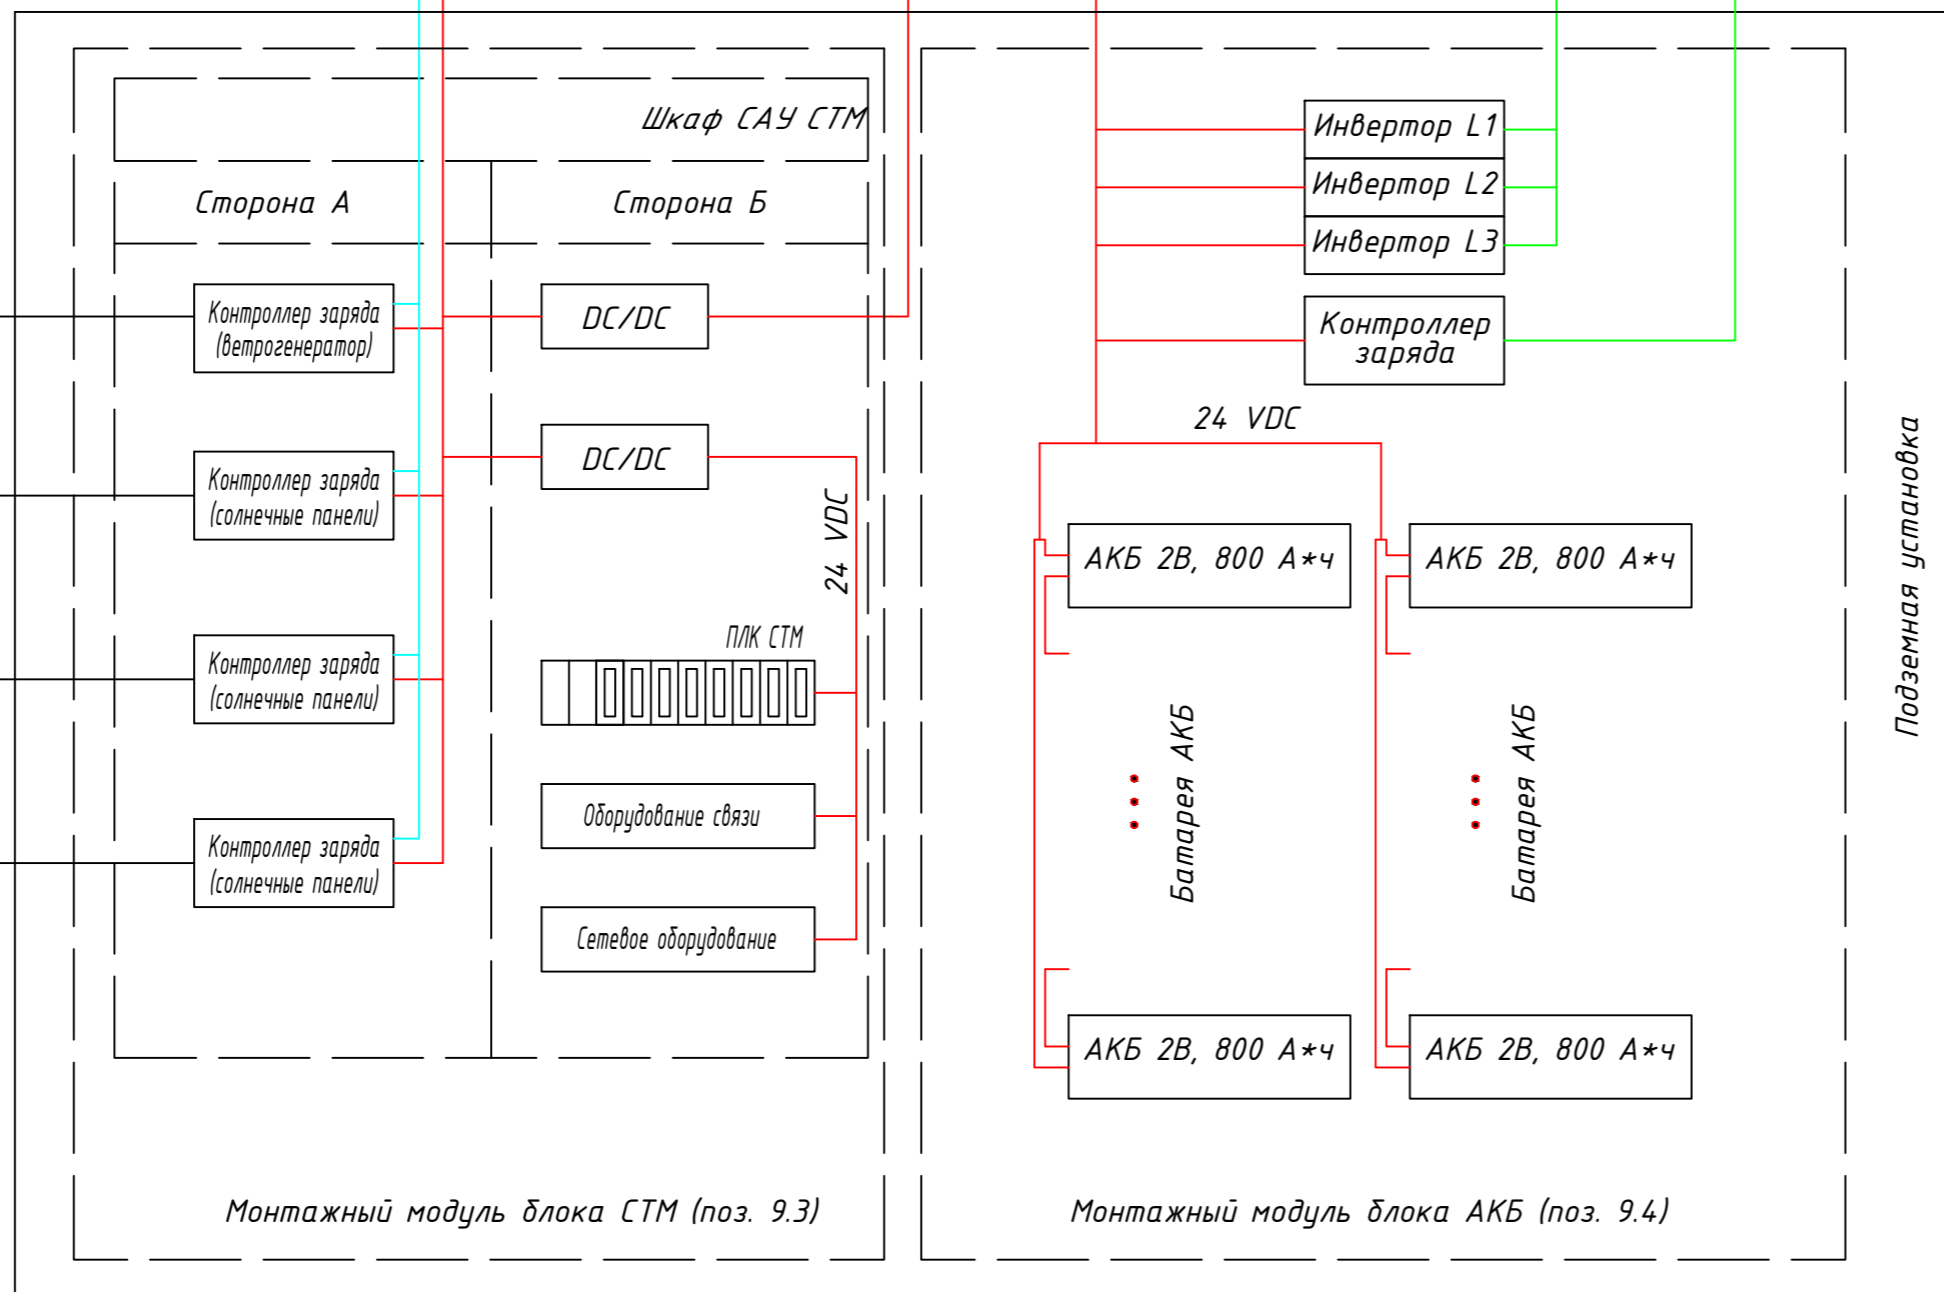 Шкаф САУ СТМ
Сторона А
Сторона Б
Контроллер заряда
(ветрогенератор)
DC/DC
Контроллер заряда
(солнечные панели)
DC/DC
24 VDC
Контроллер заряда
(солнечные панели)
ПЛК СТМ
Контроллер заряда
(солнечные панели)
Оборудование связи
Сетевое оборудование
Монтажный модуль блока СТМ (поз. 9.3)
Инвертор L1
Инвертор L2
Инвертор L3
Контроллер
заряда
24 VDC
АКБ 2В, 800 А*ч
АКБ 2В, 800 А*ч
Батарея АКБ
Батарея АКБ
АКБ 2В, 800 А*ч
АКБ 2В, 800 А*ч
Монтажный модуль блока АКБ (поз. 9.4)
Подземная установка